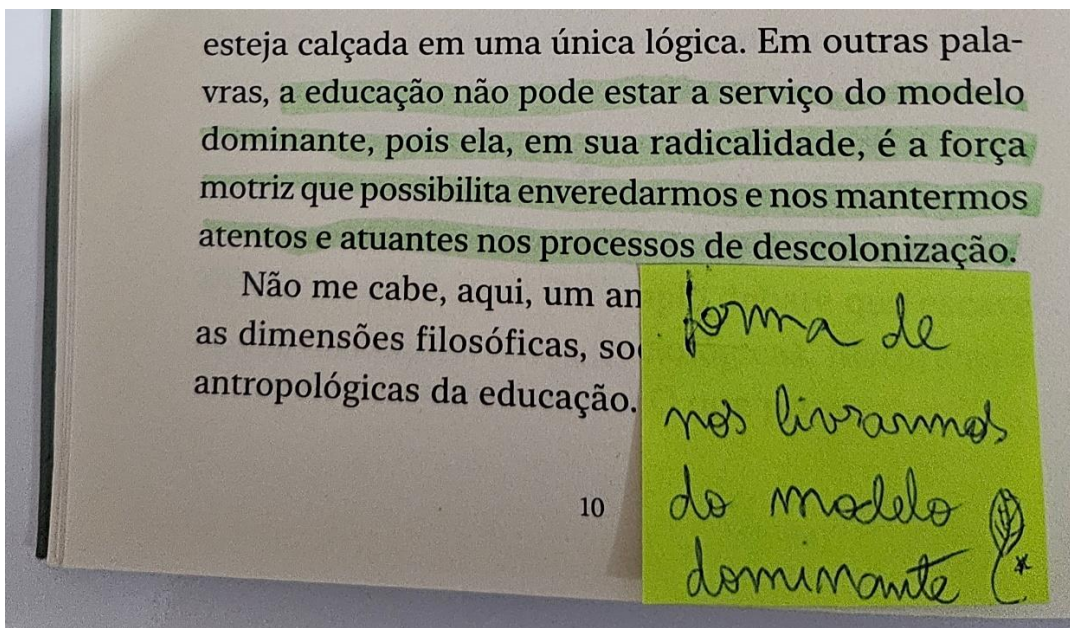 esteja calçada em uma única lógica. Em outras pala-
vras, a educação não pode estar a serviço do modelo
dominante, pois ela, em sua radicalidade, é a força
motriz que possibilita enveredarmos e nos mantermos
atentos e atuantes nos processos de descolonização.
Não me cabe, aqui, um
as dimensões filosóficas,
antropológicas da educação.
10
forma de
nos livrarmos
do modelo
dominante